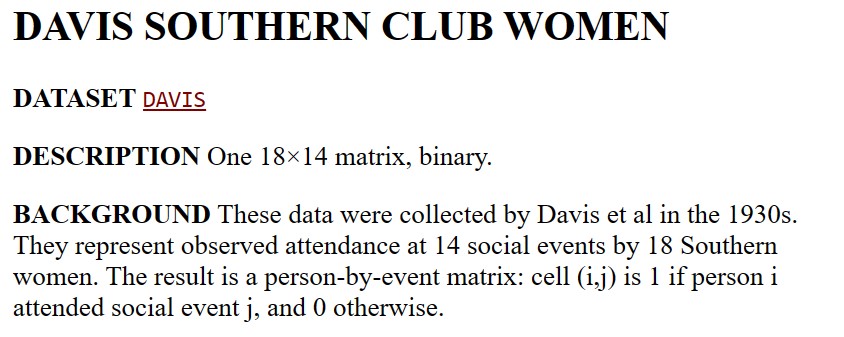 DAVIS SOUTHERN CLUB WOMEN
DATASET DAVIS
DESCRIPTION One 18×14 matrix, binary.
BACKGROUND These data were collected by Davis et al in the 1930s.
They represent observed attendance at 14 social events by 18 Southern
women. The result is a person-by-event matrix: cell (i,j) is 1 if person i
attended social event j, and 0 otherwise.